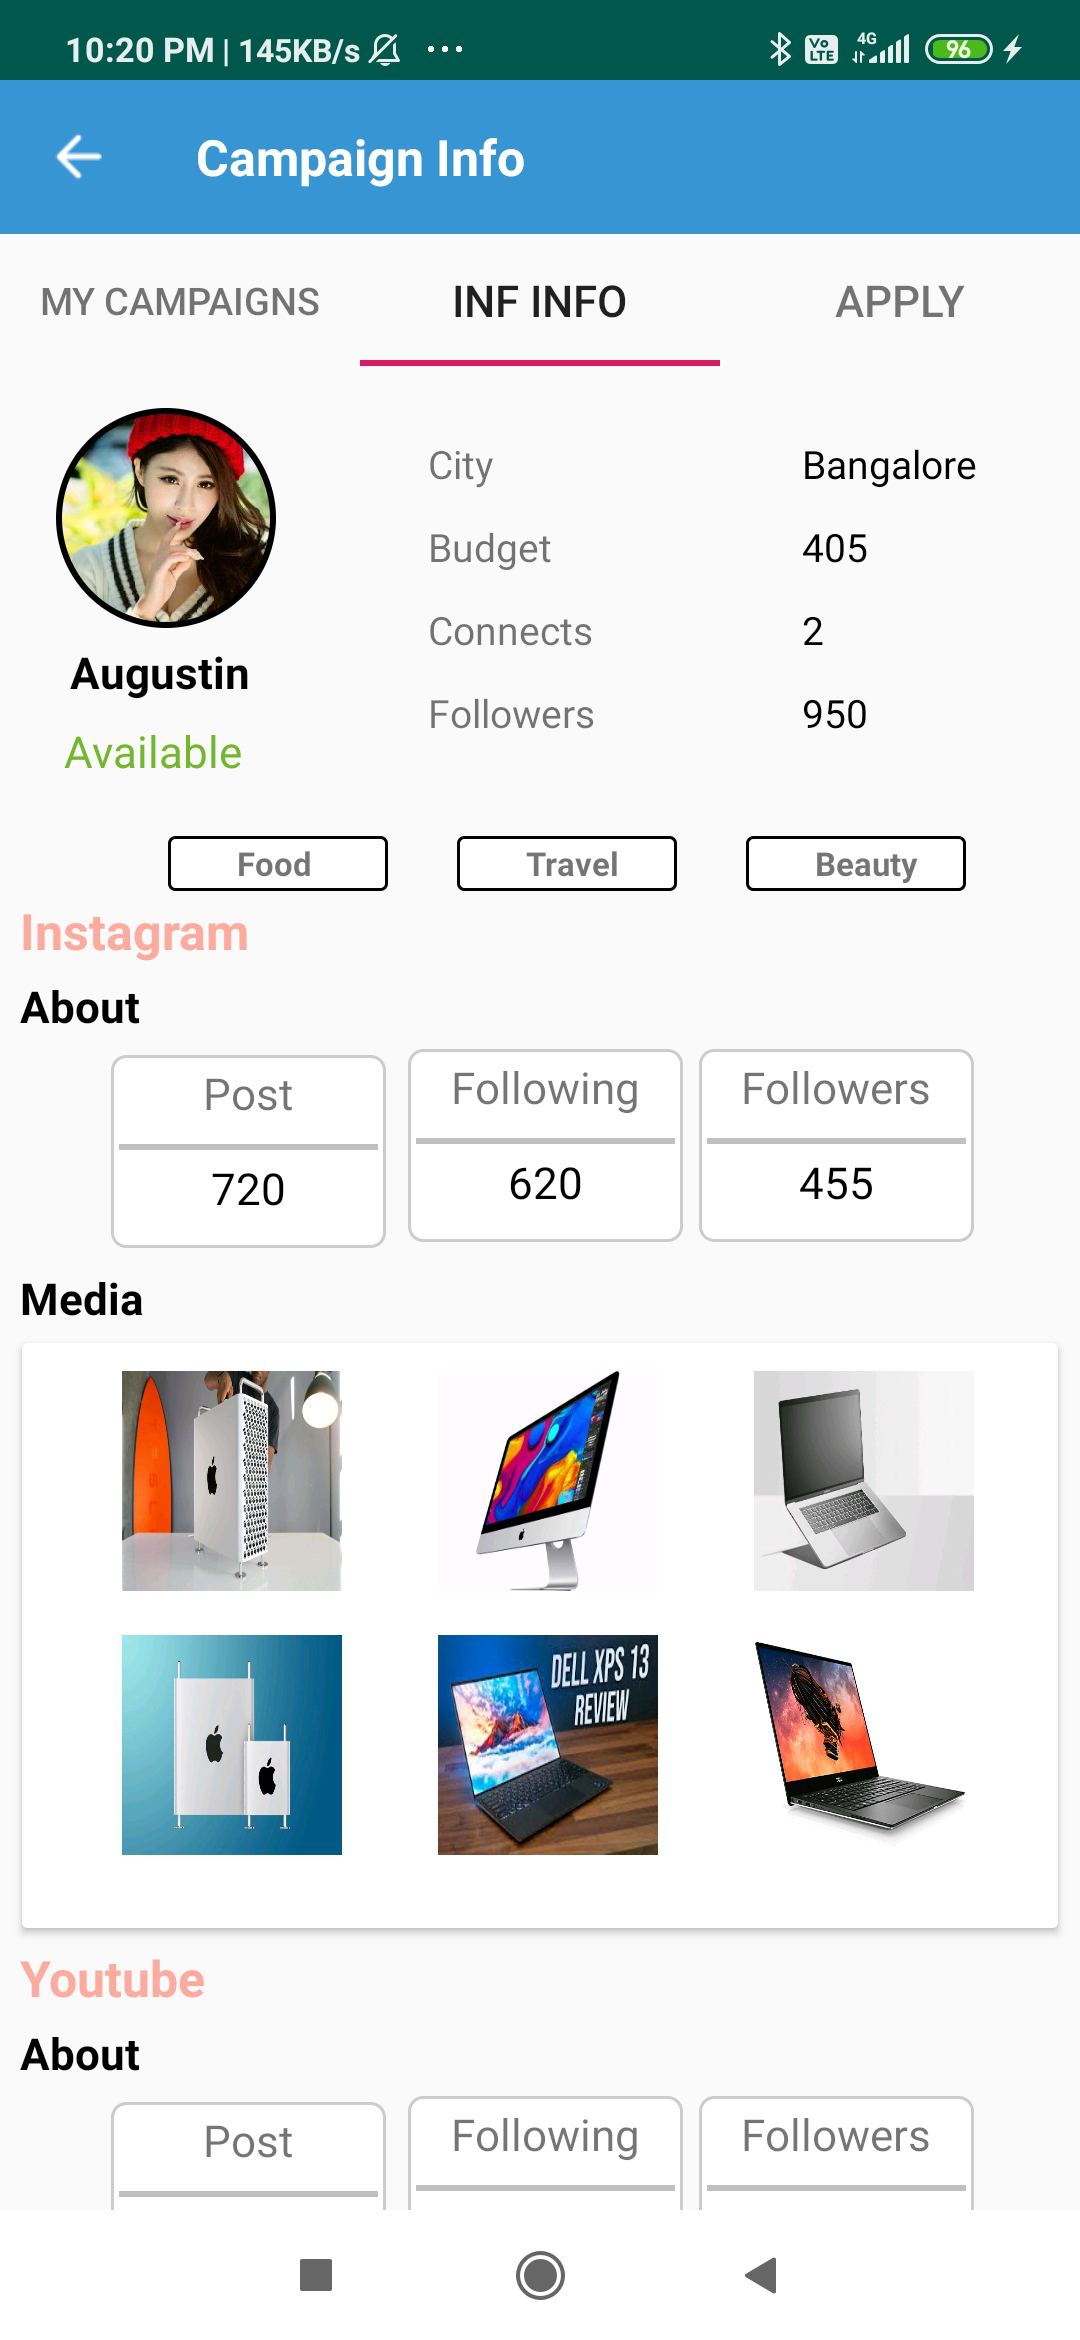 10:20 PM | 145KB/s ...
Vo LTE 4G 96
Campaign Info
MY CAMPAIGNS INF INFO APPLY
City Bangalore
Budget 405
Connects 2
Followers 950
Augustin
Available
Food Travel Beauty
Instagram
About
Post Following Followers
720 620 455
Media
DELL XPS 13
REVIEW
Youtube
About
Post Following Followers